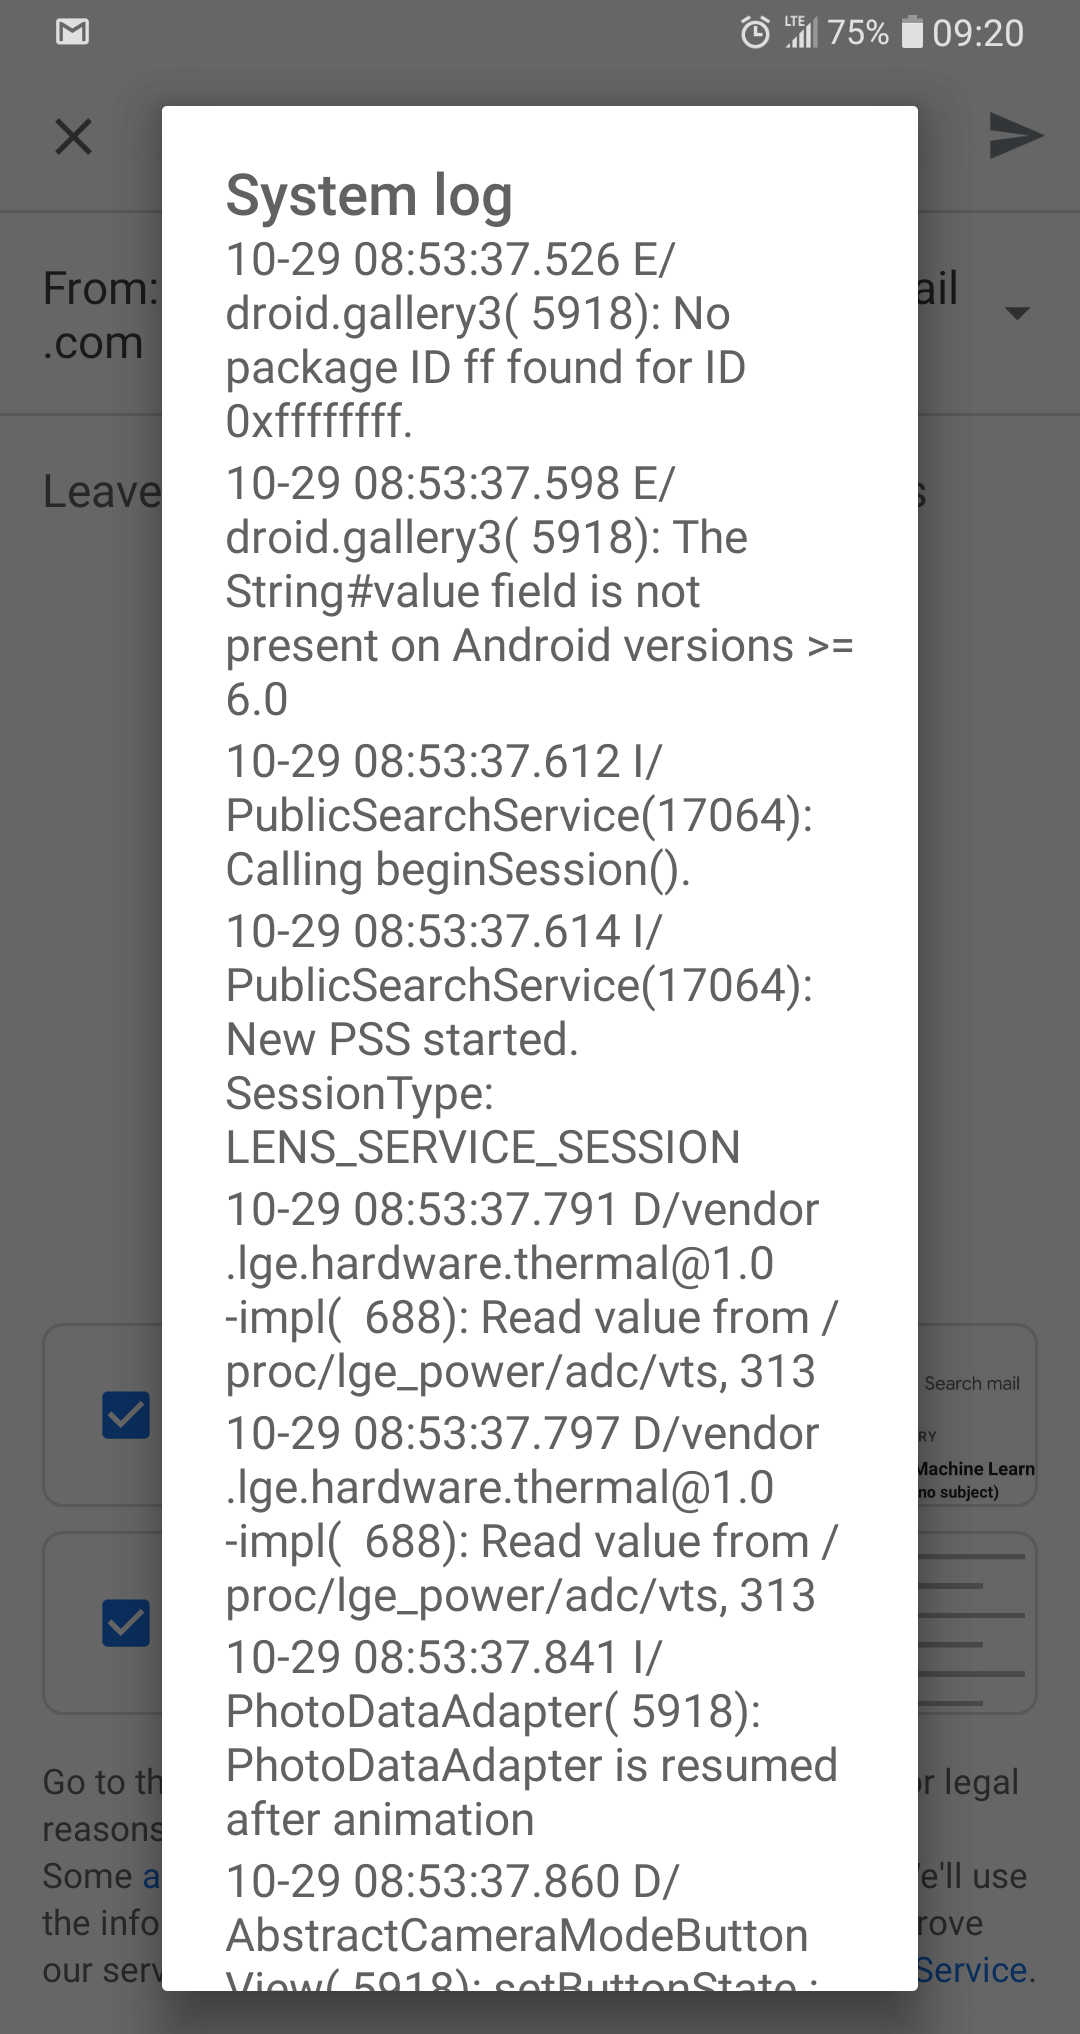 LTE 75% 09:20
System log
10-29 08:53:37.526 E/
droid.gallery3( 5918): No
package ID ff found for ID
0xffffffff.
10-29 08:53:37.598 E/
droid.gallery3( 5918): The
String#value field is not
present on Android versions >=
6.0
10-29 08:53:37.612 I/
PublicSearchService(17064):
Calling beginSession().
10-29 08:53:37.614 I/
PublicSearchService(17064):
New PSS started.
SessionType:
LENS_SERVICE_SESSION
10-29 08:53:37.791 D/vendor
.lge.hardware.thermal@1.0
-impl(  688): Read value from /
proc/lge_power/adc/vts, 313
10-29 08:53:37.797 D/vendor
.lge.hardware.thermal@1.0
-impl(  688): Read value from /
proc/lge_power/adc/vts, 313
10-29 08:53:37.841 I/
PhotoDataAdapter( 5918):
PhotoDataAdapter is resumed
after animation
10-29 08:53:37.860 D/
AbstractCameraModeButton
View( 5918): setButtonState :
From: ail
.com
Leave
Search mail
RY
Machine Learn
no subject)
Go to th r legal
reasons
Some a e'll use
the info rove
our serv Service.